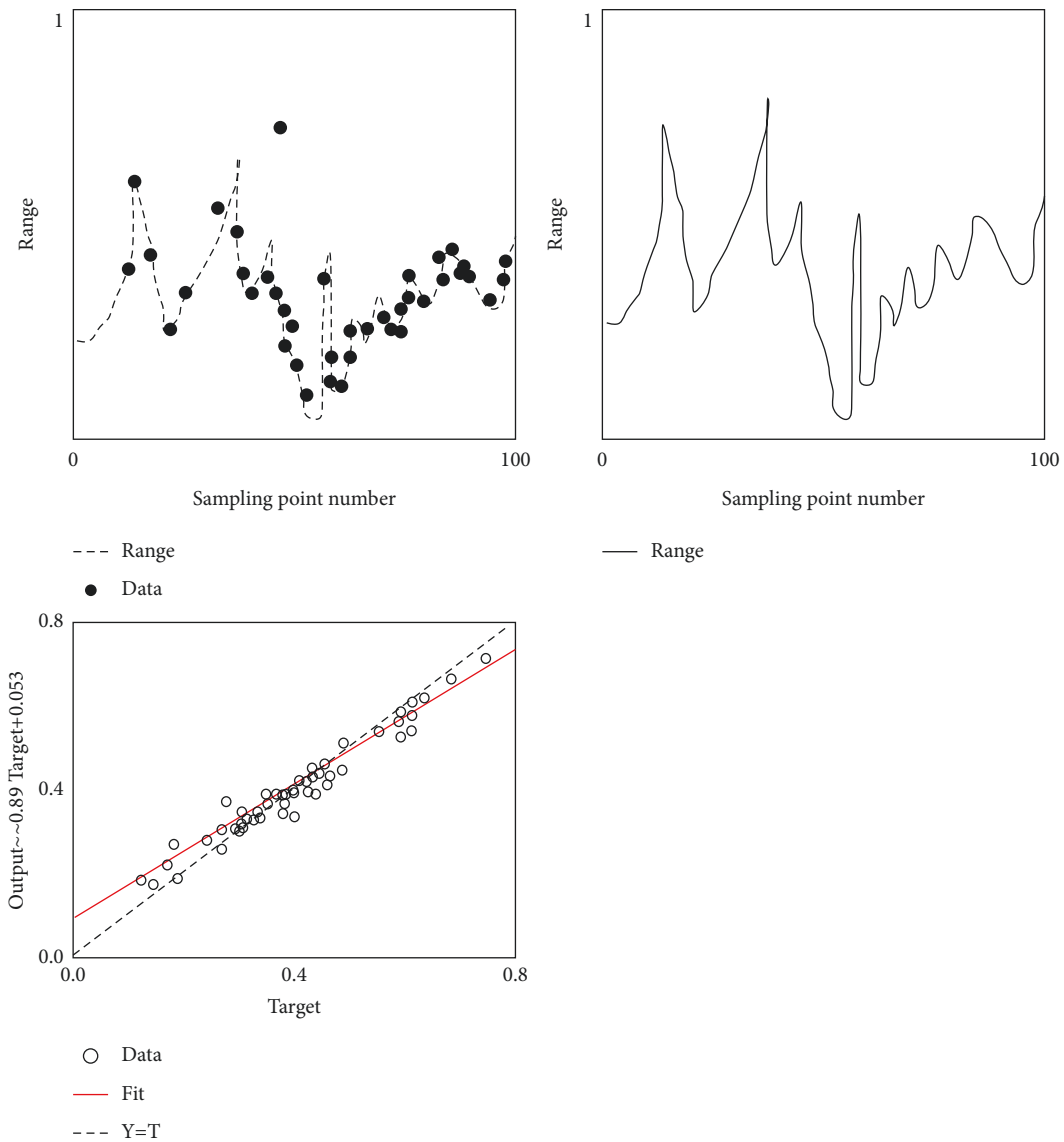 1
Range
0
100
Sampling point number
Range
Data
1
Range
0
100
Sampling point number
Range
0.8
Output~~0.89 Target+0.053
0.4
0.0
0.0
0.4
0.8
Target
Data
Fit
Y=T